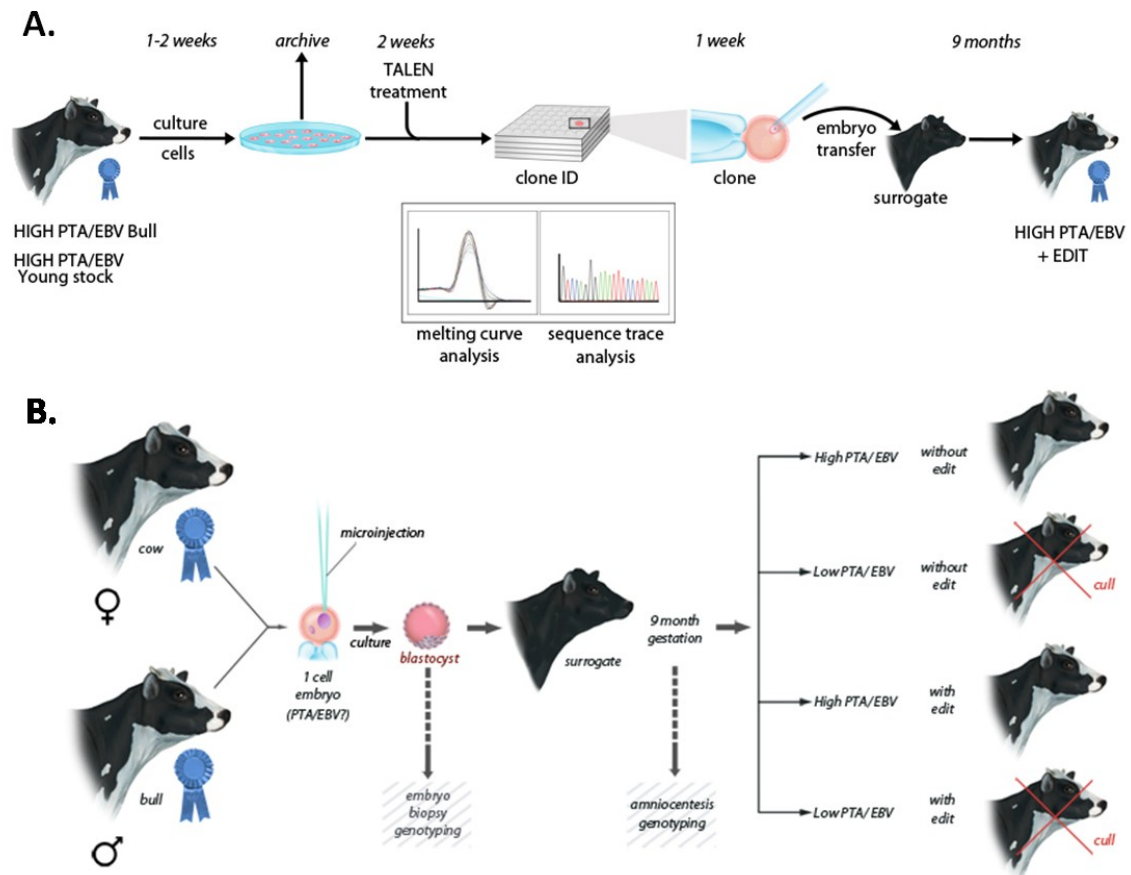 A.
1-2 weeks
archive
2 weeks
1 week
9 months
TALEN
treatment
culture
cells
embryo
transfer
clone ID
clone
surrogate
HIGH PTA/EBV Bull
HIGH PTA/EBV
Young stock
HIGH PTA/EBV
+ EDIT
melting curve
analysis
sequence trace
analysis
B.
cow
♀
bull
♂
microinjection
1 cell
embryo
(PTA/EBV?)
culture
blastocyst
embryo
biopsy
genotyping
surrogate
9 month
gestation
amniocentesis
genotyping
High PTA/EBV
without
edit
Low PTA/EBV
without
edit
cull
High PTA/EBV
with
edit
Low PTA/EBV
with
edit
cull